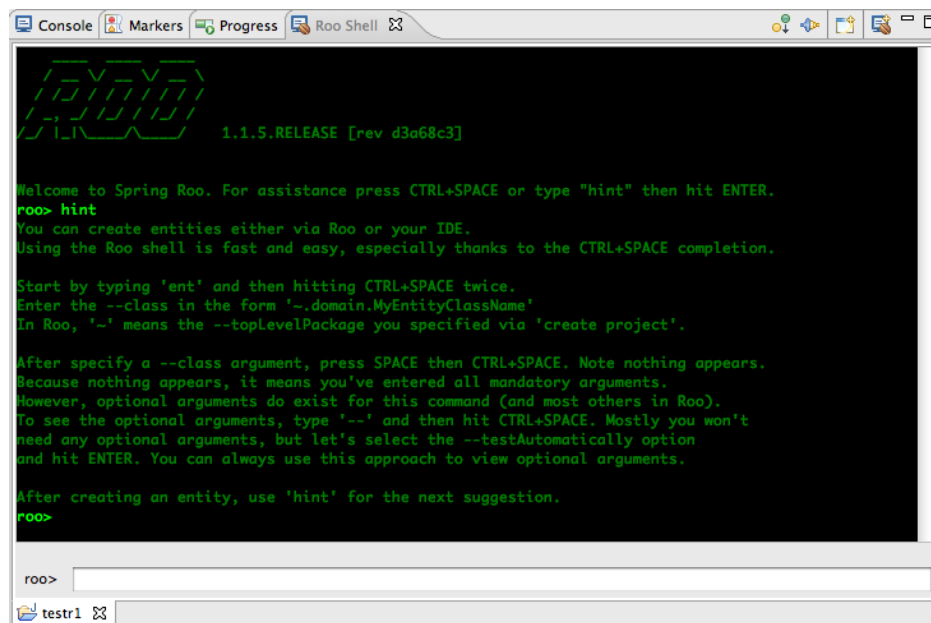 Console Markers Progress Roo Shell
1.1.5.RELEASE [rev d3a68c3]
Welcome to Spring Roo. For assistance press CTRL+SPACE or type "hint" then hit ENTER.
roo> hint
You can create entities either via Roo or your IDE.
Using the Roo shell is fast and easy, especially thanks to the CTRL+SPACE completion.
Start by typing 'ent' and then hitting CTRL+SPACE twice.
Enter the --class in the form '~.domain.MyEntityClassName'
In Roo, '~' means the --topLevelPackage you specified via 'create project'.
After specify a --class argument, press SPACE then CTRL+SPACE. Note nothing appears.
Because nothing appears, it means you've entered all mandatory arguments.
However, optional arguments do exist for this command (and most others in Roo).
To see the optional arguments, type '--' and then hit CTRL+SPACE. Mostly you won't
need any optional arguments, but let's select the --testAutomatically option
and hit ENTER. You can always use this approach to view optional arguments.
After creating an entity, use 'hint' for the next suggestion.
roo>
roo>
testr1